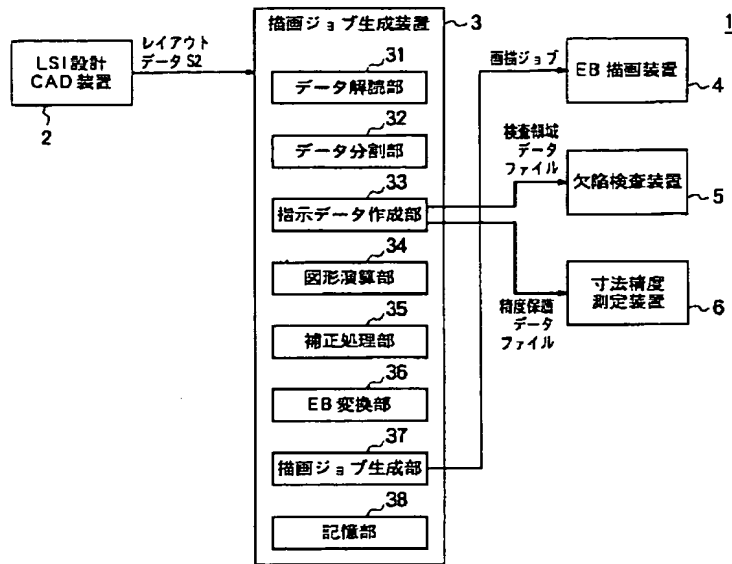 1
描画ジョブ生成装置
3
LSI設計
CAD装置
2
レイアウト
データ S2
31
データ解読部
32
データ分割部
33
指示データ作成部
34
図形演算部
35
補正処理部
36
EB変換部
37
描画ジョブ生成部
38
記憶部
画描ジョブ
EB描画装置
4
検査領域
データ
ファイル
欠陥検査装置
5
精度保護
データ
ファイル
寸法精度
測定装置
6